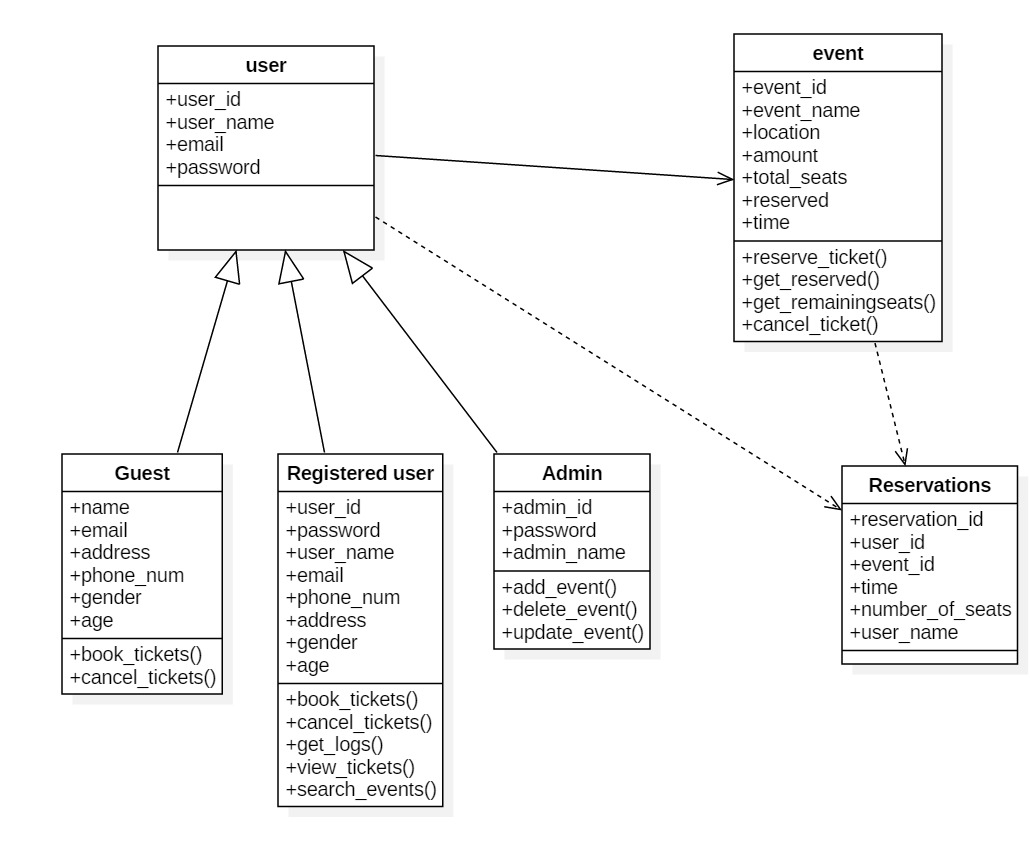 user
+user_id
+user_name
+email
+password
event
+event_id
+event_name
+location
+amount
+total_seats
+reserved
+time
+reserve_ticket()
+get_reserved()
+get_remainingseats()
+cancel_ticket()
Guest
+name
+email
+address
+phone_num
+gender
+age
+book_tickets()
+cancel_tickets()
Registered user
+user_id
+password
+user_name
+email
+phone_num
+address
+gender
+age
+book_tickets()
+cancel_tickets()
+get_logs()
+view_tickets()
+search_events()
Admin
+admin_id
+password
+admin_name
+add_event()
+delete_event()
+update_event()
Reservations
+reservation_id
+user_id
+event_id
+time
+number_of_seats
+user_name